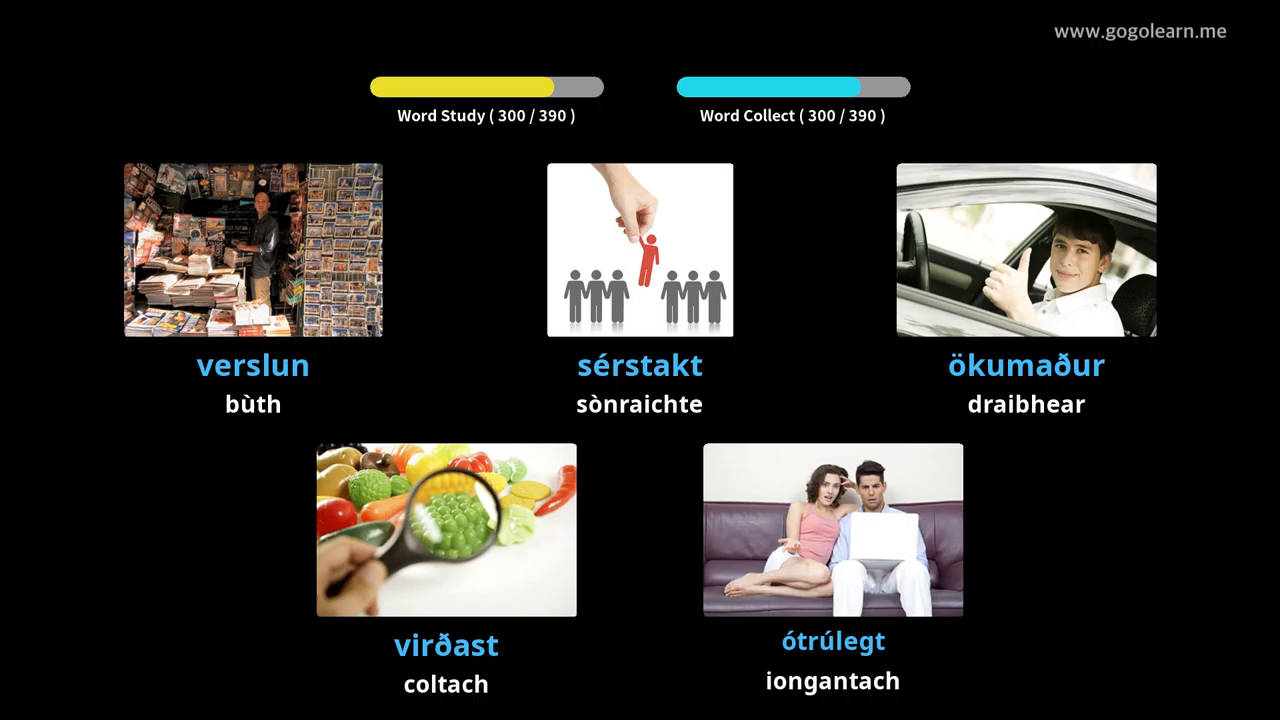 www.gogolearn.me
Word Study ( 300 / 390 )
Word Collect ( 300 / 390 )
verslun
bùth
sérstakt
sònraichte
ökumaður
draibhear
virðast
coltach
ótrúlegt
iongantach